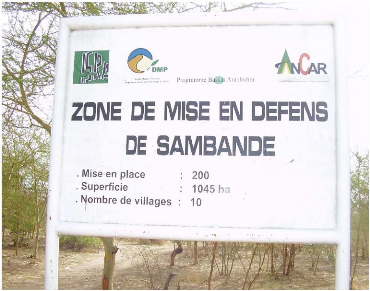 DMP
Programme Bassin Arachidier
ANCAR
ZONE DE MISE EN DEFENS
DE SAMBANDE
. Mise en place : 200
. Superficie : 1045 ha
. Nombre de villages : 10